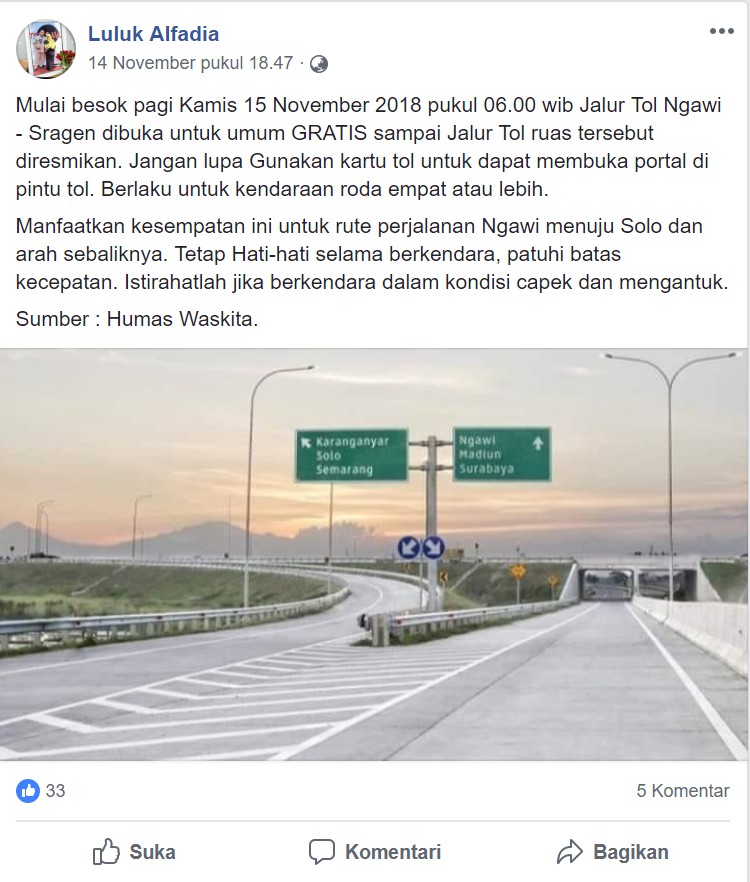 Luluk Alfadia
14 November pukul 18.47 ·
Mulai besok pagi Kamis 15 November 2018 pukul 06.00 wib Jalur Tol Ngawi
- Sragen dibuka untuk umum GRATIS sampai Jalur Tol ruas tersebut
diresmikan. Jangan lupa Gunakan kartu tol untuk dapat membuka portal di
pintu tol. Berlaku untuk kendaraan roda empat atau lebih.
Manfaatkan kesempatan ini untuk rute perjalanan Ngawi menuju Solo dan
arah sebaliknya. Tetap Hati-hati selama berkendara, patuhi batas
kecepatan. Istirahatlah jika berkendara dalam kondisi capek dan mengantuk.
Sumber : Humas Waskita.
Karanganyar
Solo
Semarang
Ngawi
Madiun
Surabaya
33
5 Komentar
Suka
Komentari
Bagikan